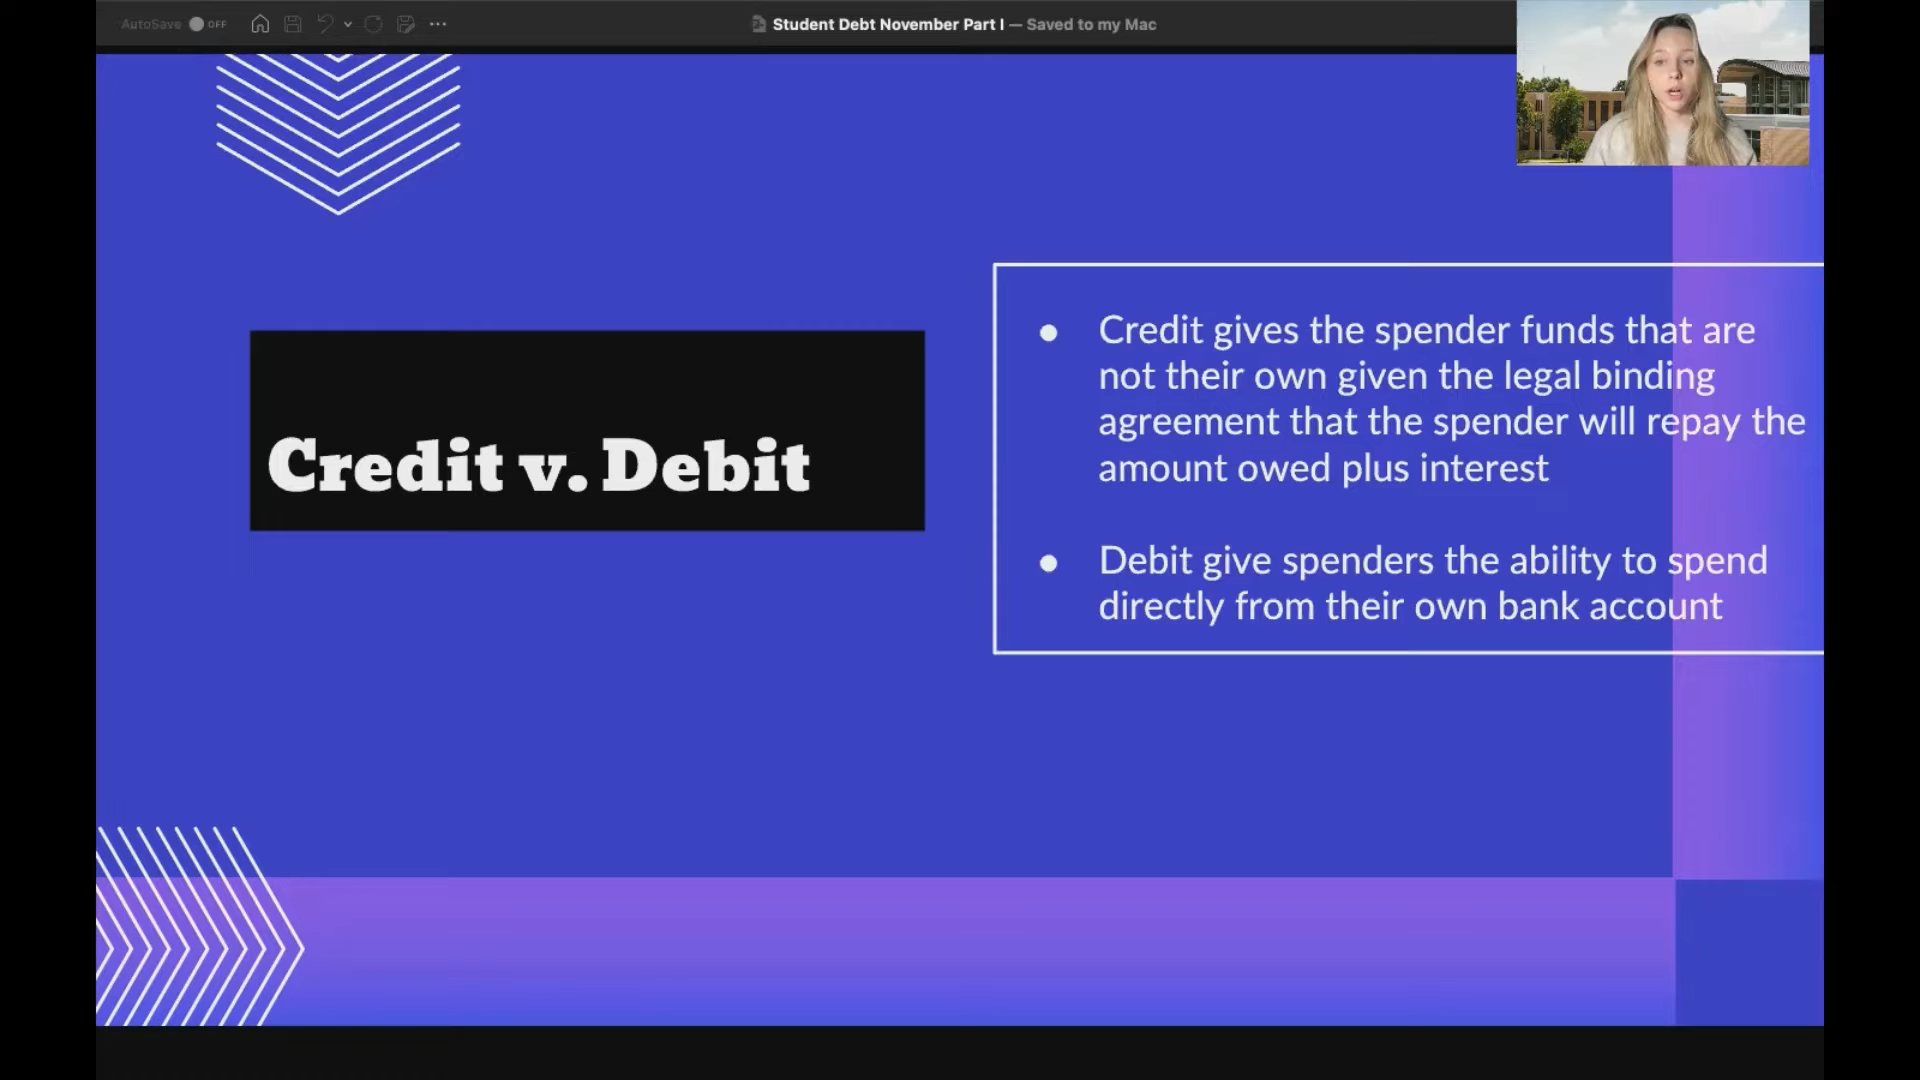 AutoSave OFF
Student Debt November Part I — Saved to my Mac
Credit v. Debit
● Credit gives the spender funds that are
not their own given the legal binding
agreement that the spender will repay the
amount owed plus interest
● Debit give spenders the ability to spend
directly from their own bank account